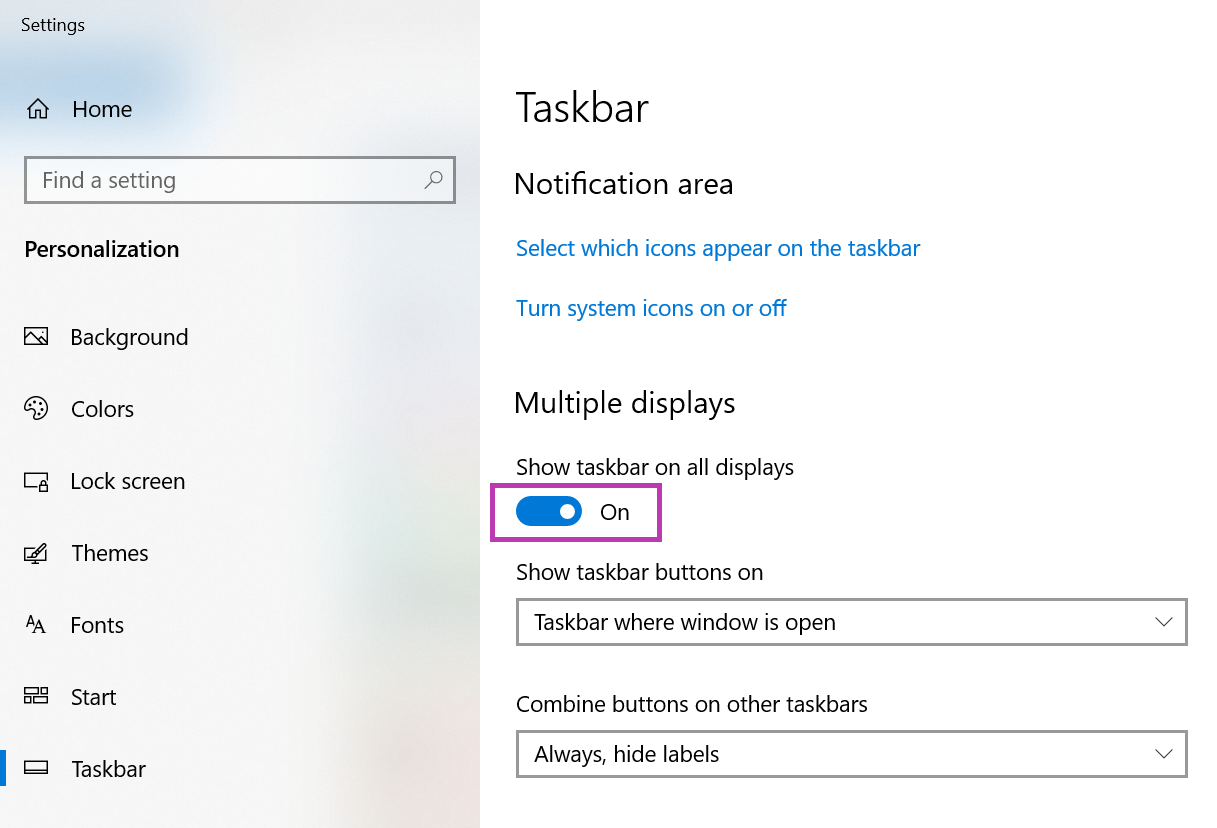 Settings
Home
Find a setting
Personalization
Background
Colors
Lock screen
Themes
Fonts
Start
Taskbar
Taskbar
Notification area
Select which icons appear on the taskbar
Turn system icons on or off
Multiple displays
Show taskbar on all displays
On
Show taskbar buttons on
Taskbar where window is open
Combine buttons on other taskbars
Always, hide labels